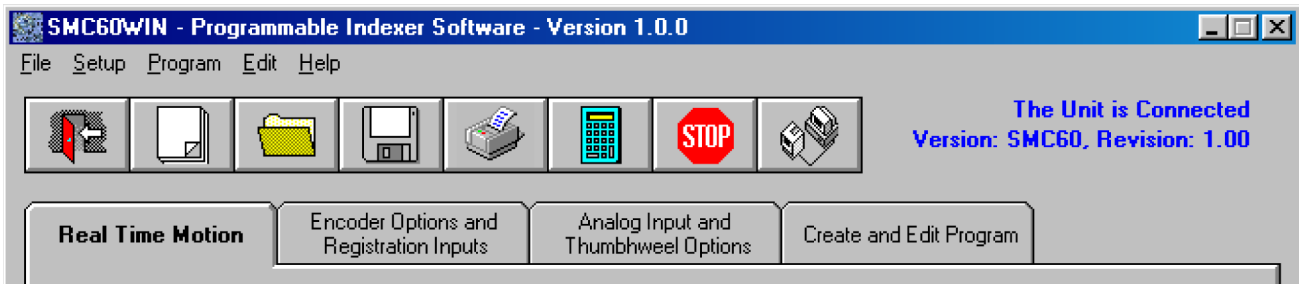 SMC60WIN - Programmable Indexer Software - Version 1.0.0
File Setup Program Edit Help
STOP
The Unit is Connected
Version: SMC60, Revision: 1.00
Real Time Motion
Encoder Options and
Registration Inputs
Analog Input and
Thumbhweel Options
Create and Edit Program